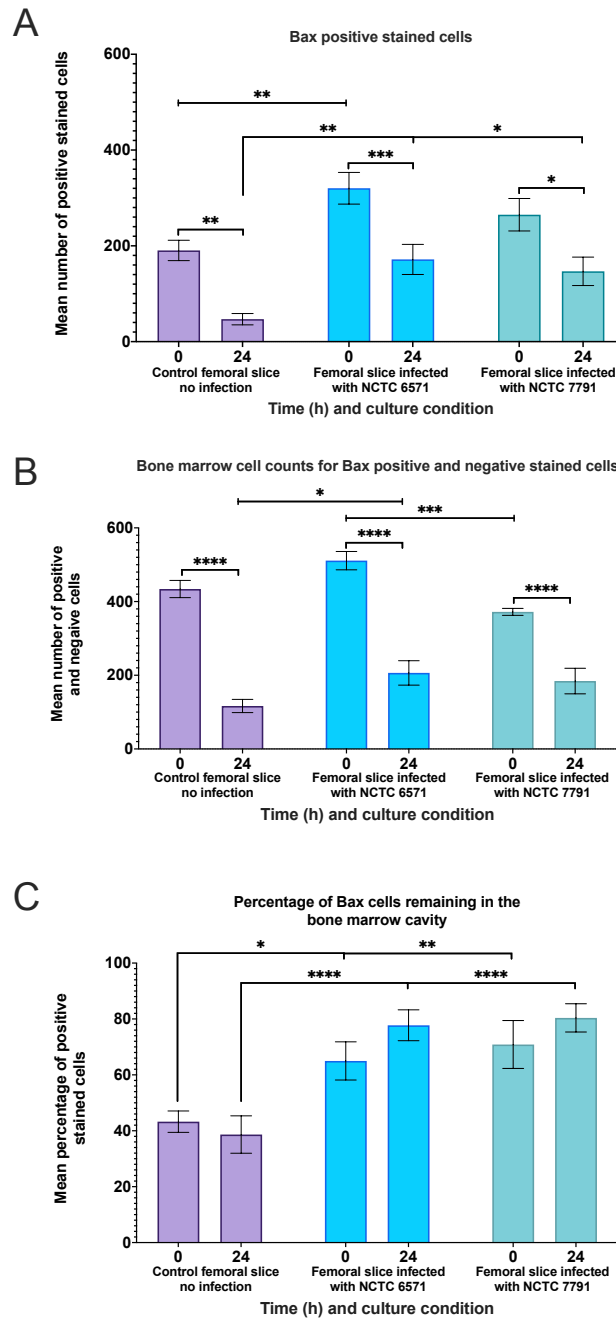 A
Bax positive stained cells
Mean number of positive stained cells
600
400
200
0
**
**
*
***
*
**
0 24 0 24 0 24
Control femoral slice no infection
Femoral slice infected with NCTC 6571
Femoral slice infected with NCTC 7791
Time (h) and culture condition
B
Bone marrow cell counts for Bax positive and negative stained cells
Mean number of positive
and negaive cells
600
400
200
0
*
***
****
****
****
0 24 0 24 0 24
Control femoral slice no infection
Femoral slice infected with NCTC 6571
Femoral slice infected with NCTC 7791
Time (h) and culture condition
C
Percentage of Bax cells remaining in the
bone marrow cavity
Mean percentage of positive
stained cells
100
80
60
40
20
0
*
**
****
****
0 24 0 24 0 24
Control femoral slice no infection
Femoral slice infected with NCTC 6571
Femoral slice infected with NCTC 7791
Time (h) and culture condition